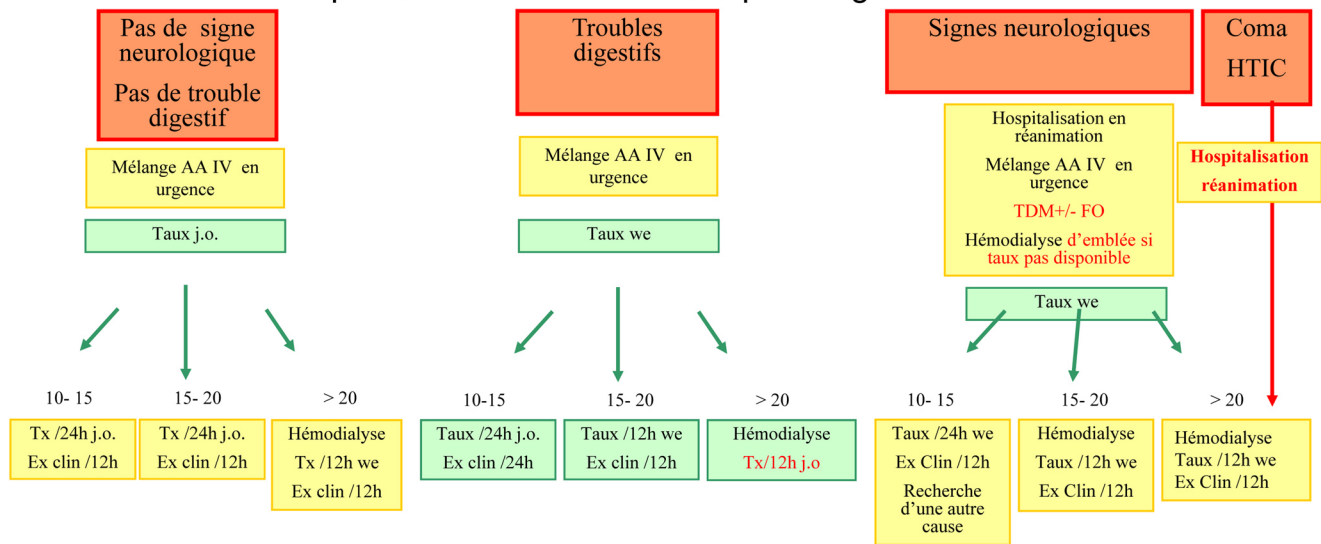 Pas de signe
neurologique
Pas de trouble
digestif
Mélange AA IV en
urgence
Taux j.o.
10- 15
15- 20
> 20
Tx /24h j.o.
Ex clin /12h
Tx /24h j.o.
Ex clin /12h
Hémodialyse
Tx /12h we
Ex clin /12h
Troubles
digestifs
Mélange AA IV en
urgence
Taux we
10-15
15- 20
> 20
Taux /24h j.o.
Ex clin /24h
Taux /12h we
Ex clin /12h
Hémodialyse
Tx/12h j.o
Signes neurologiques
Hospitalisation en
réanimation
Mélange AA IV en
urgence
TDM+/- FO
Hémodialyse d’emblée si
taux pas disponible
Taux we
10- 15
15- 20
> 20
Taux /24h we
Ex Clin /12h
Recherche
d’une autre
cause
Hémodialyse
Taux /12h we
Ex Clin /12h
Hémodialyse
Taux /12h we
Ex Clin /12h
Coma
HTIC
Hospitalisation
réanimation